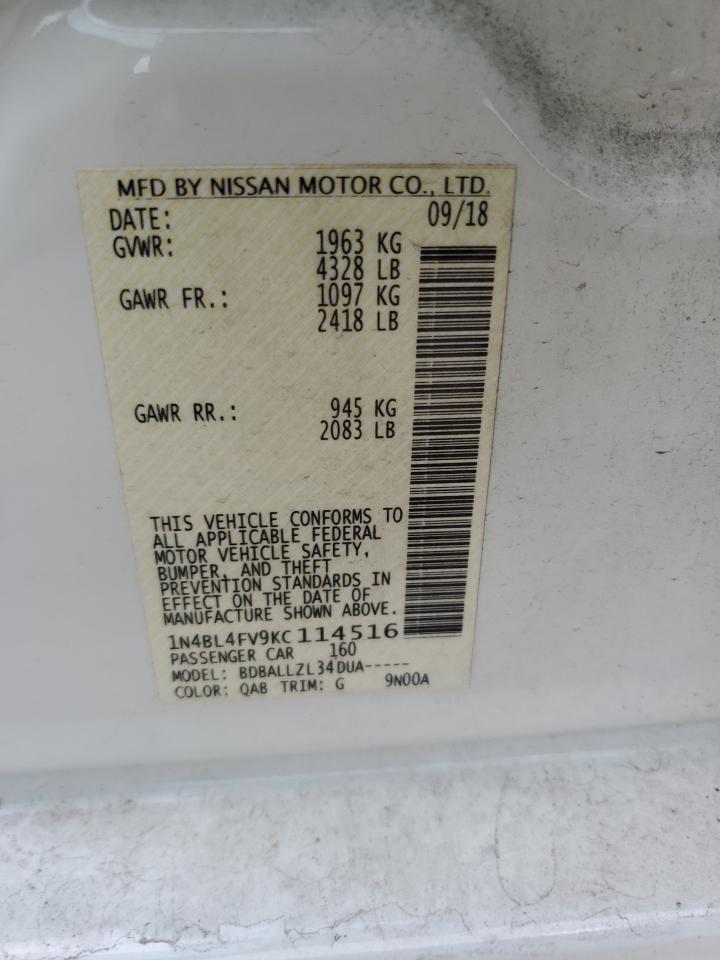 MFD BY NISSAN MOTOR CO., LTD.
DATE: 09/18
GVWR: 1963 KG
4328 LB
GAWR FR.: 1097 KG
2418 LB
GAWR RR.: 945 KG
2083 LB
THIS VEHICLE CONFORMS TO
ALL APPLICABLE FEDERAL
MOTOR VEHICLE SAFETY,
BUMPER, AND THEFT
PREVENTION STANDARDS IN
EFFECT ON THE DATE OF
MANUFACTURE SHOWN ABOVE.
1N4BL4FV9KC114516
PASSENGER CAR 160
MODEL: BDBALLZL34DUA-----
COLOR: QAB TRIM: G 9N00A